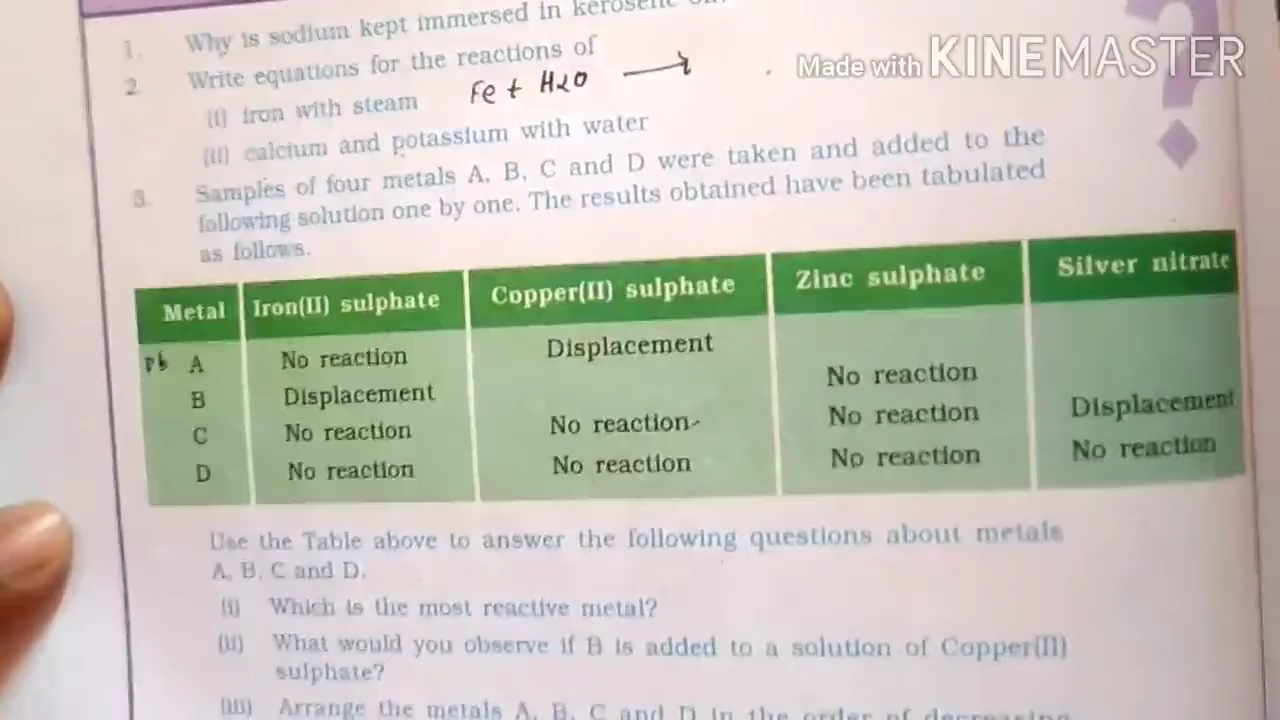 Made with KINEMASTER
1. Why is sodium kept immersed in kerosene
2. Write equations for the reactions of
(i) iron with steam Fe + H2O →
(ii) calcium and potassium with water
3. Samples of four metals A, B, C and D were taken and added to the
following solution one by one. The results obtained have been tabulated
as follows.
Metal Iron(II) sulphate Copper(II) sulphate Zinc sulphate Silver nitrate
Pb A No reaction Displacement
B Displacement No reaction
C No reaction No reaction No reaction Displacement
D No reaction No reaction No reaction No reaction
Use the Table above to answer the following questions about metals
A, B, C and D.
(i) Which is the most reactive metal?
(ii) What would you observe if B is added to a solution of Copper(II)
sulphate?
(iii) Arrange the metals A, B, C and D in the order of decreasing